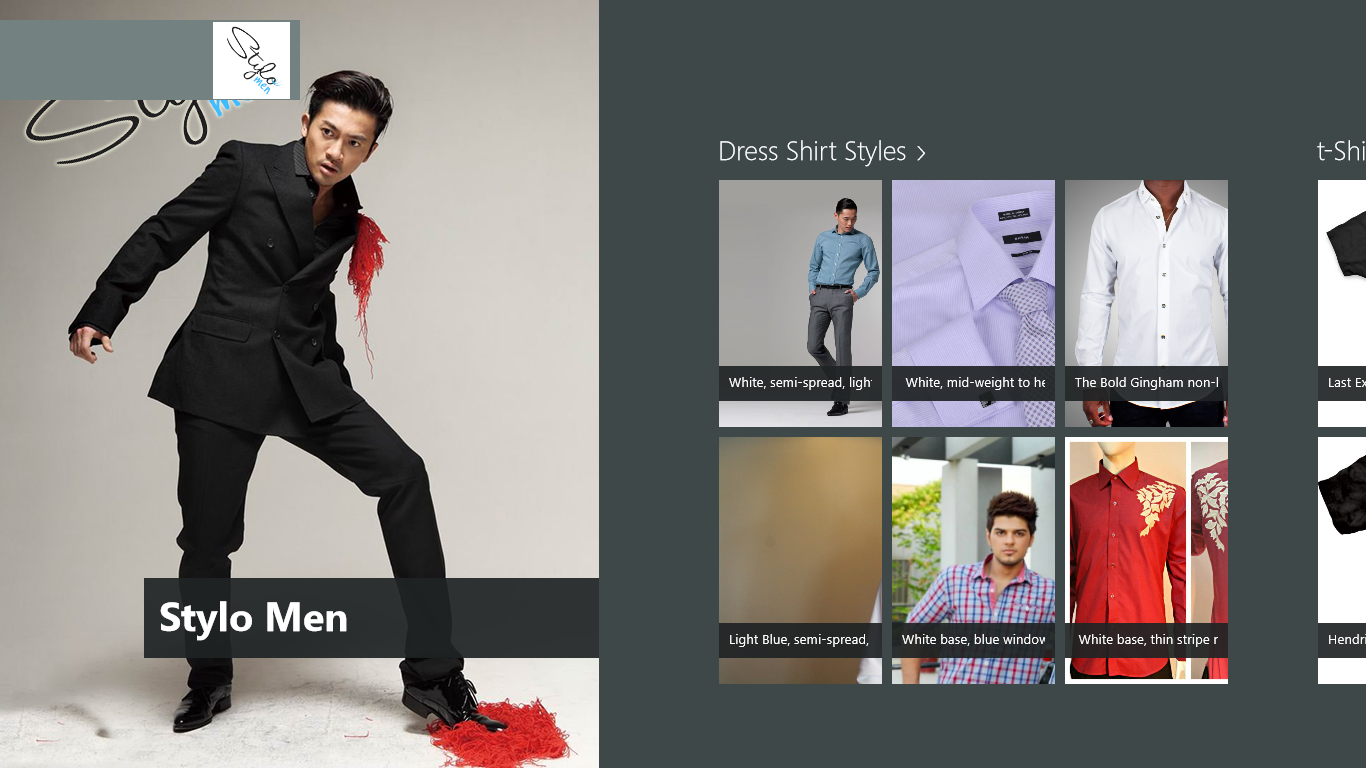 Stylo
men
Stylo Men
Dress Shirt Styles >
t-Shi
White, semi-spread, ligh
White, mid-weight to he
The Bold Gingham non-l
Last Ex
Light Blue, semi-spread,
White base, blue window
White base, thin stripe r
Hendri